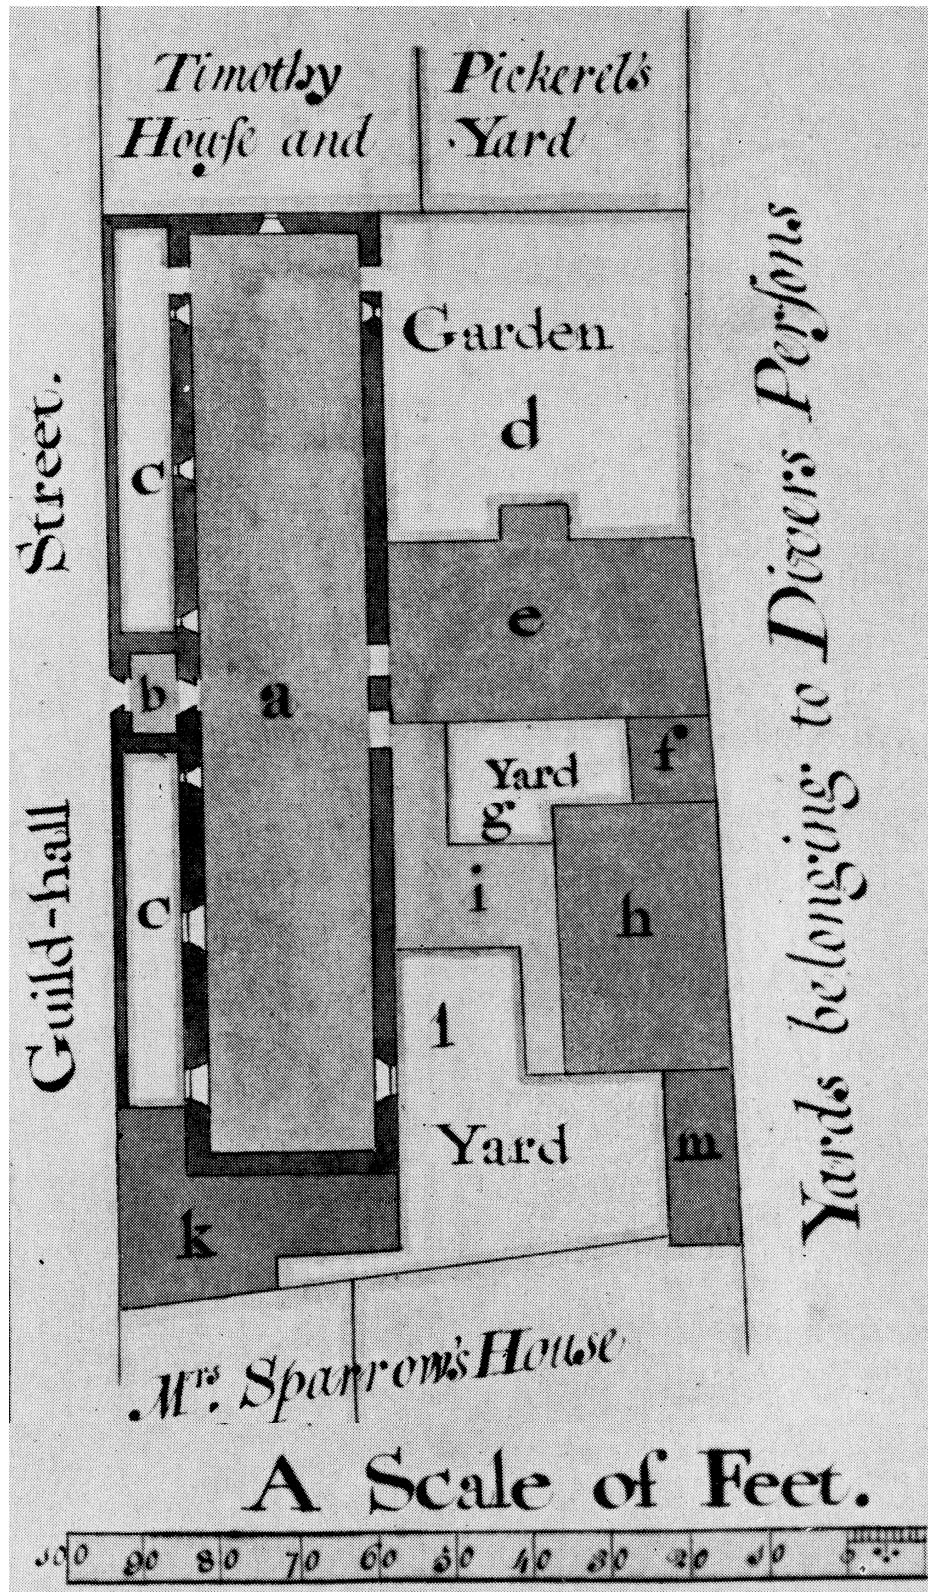 Timothy Pickerel's
Houſe and Yard
Garden
d
c
e
b
a
f
Yard
g
c
i
h
l
Yard
m
k
Guild-hall Street.
Yards belonging to Divers Perſons
Mrs. Sparrow's House
A Scale of Feet.
100 90 80 70 60 50 40 30 20 10